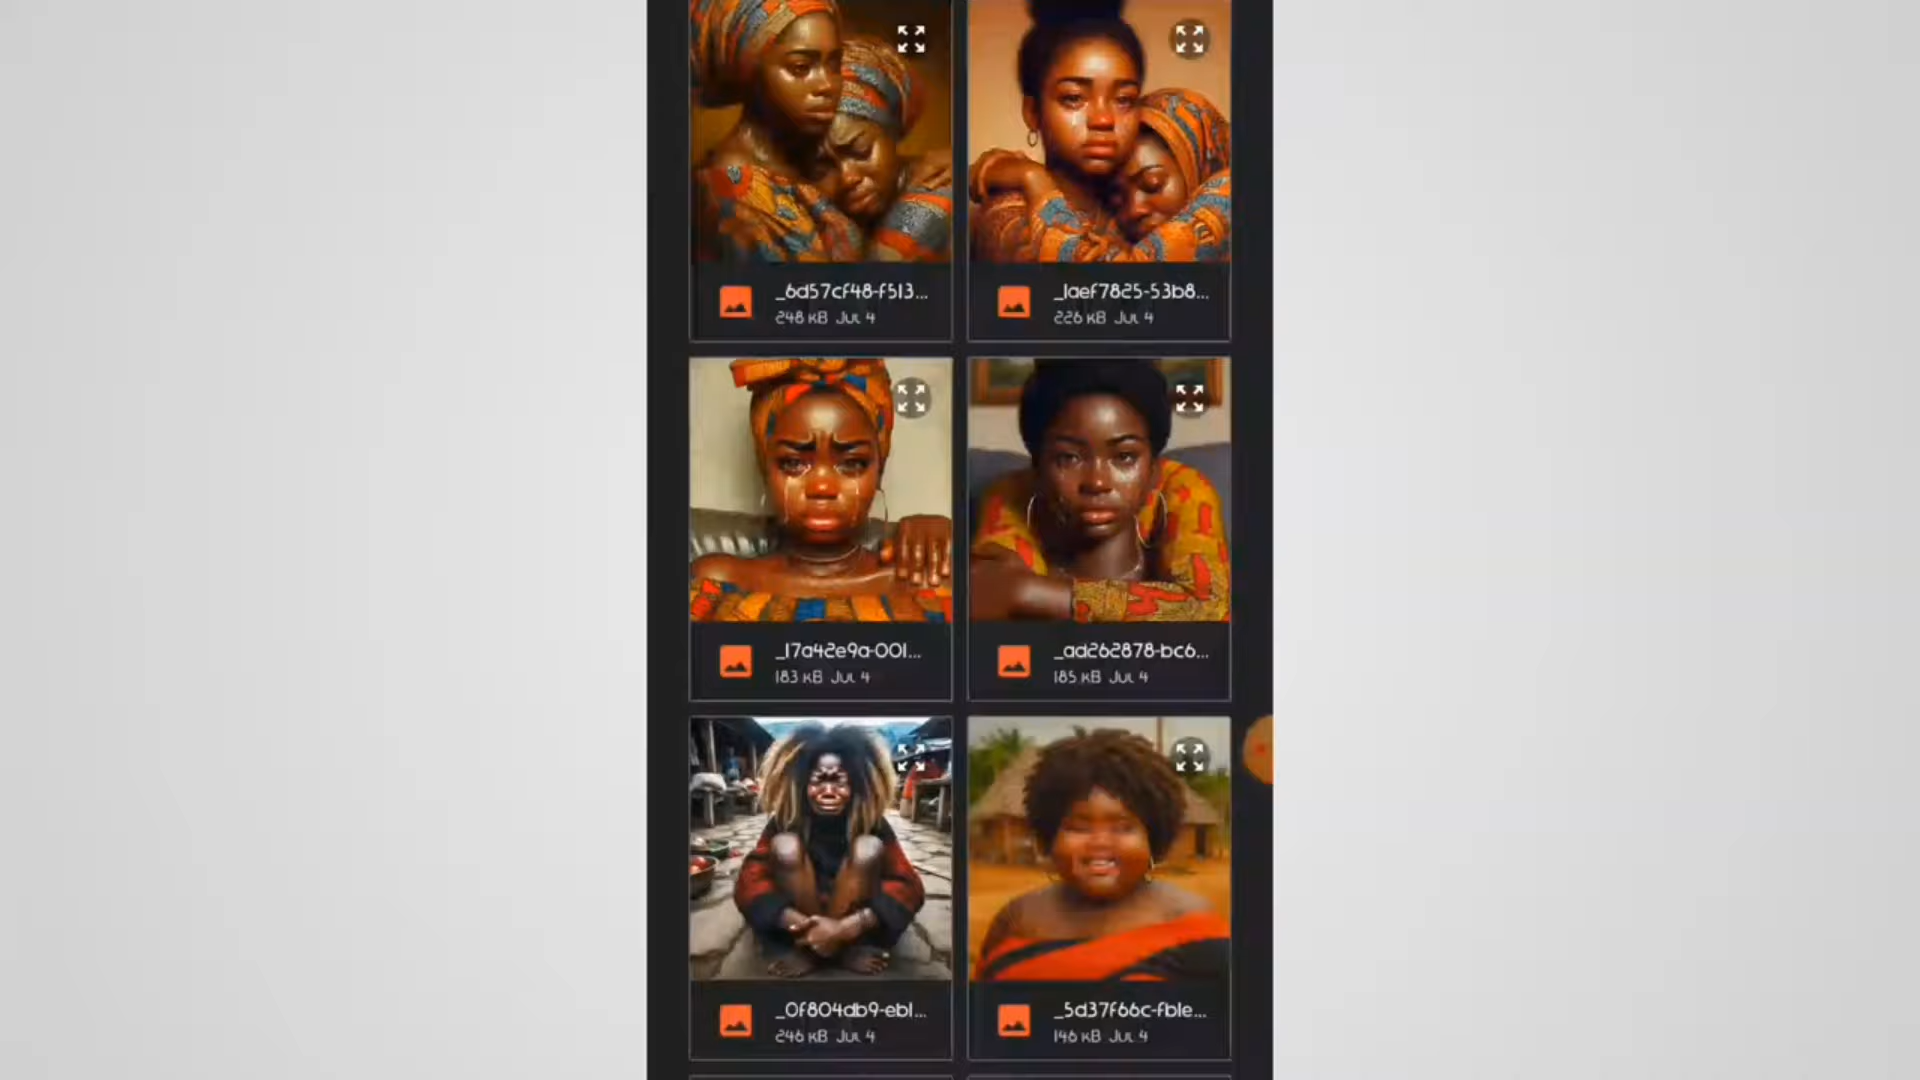 _6d57cf48-f513...
248 kB Jul 4
_1aef7825-53b8...
226 kB Jul 4
_17a42e9a-001...
183 kB Jul 4
_ad262878-bc6...
185 kB Jul 4
_0f804db9-eb1...
246 kB Jul 4
_5d37f66c-fb1e...
146 kB Jul 4